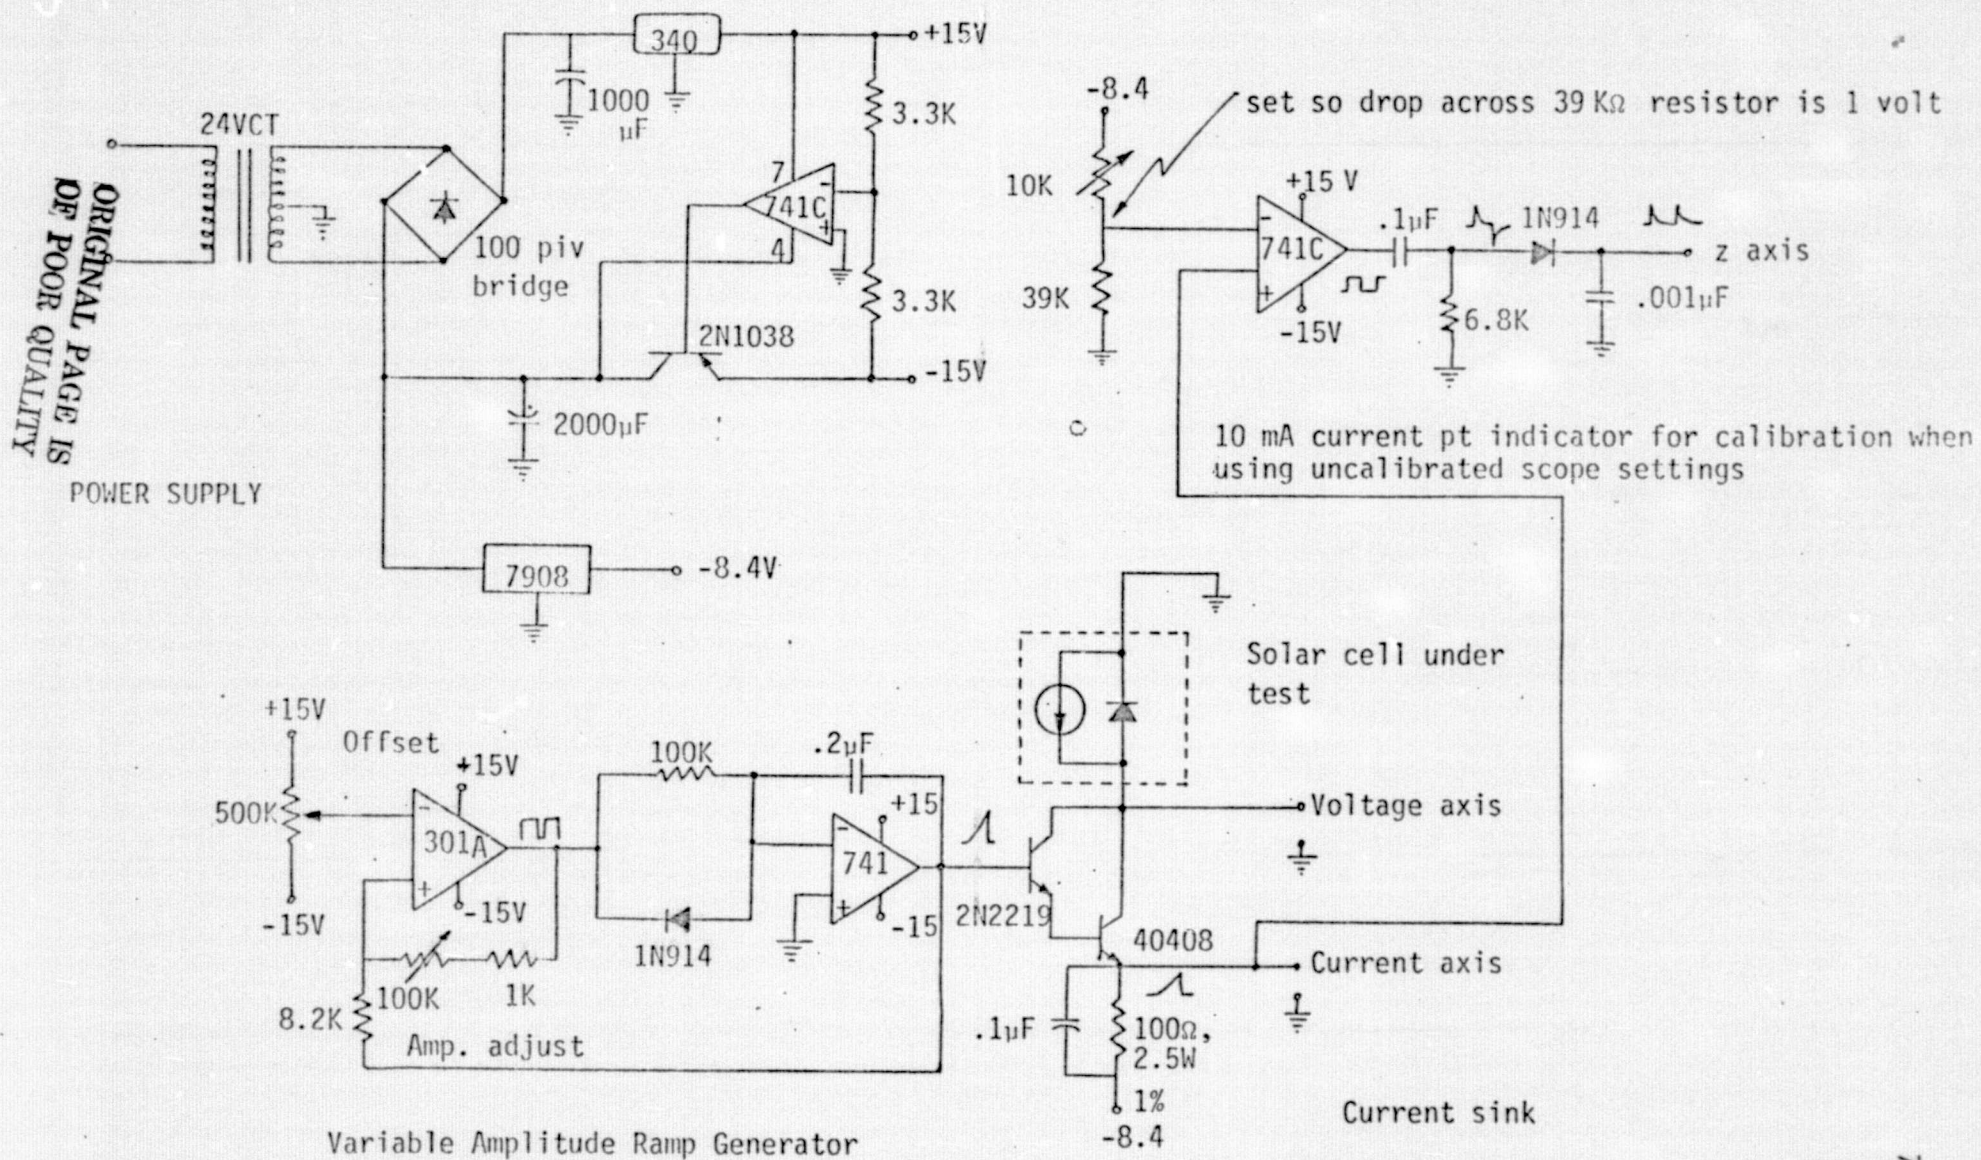 340
+15V
1000
µF
3.3K
24VCT
7
-
741C
+
4
100 piv
bridge
3.3K
2N1038
-15V
2000µF
ORIGINAL PAGE IS
OF POOR QUALITY
POWER SUPPLY
7908
-8.4V
-8.4
set so drop across 39 KΩ resistor is 1 volt
10K
+15 V
-
741C
+
-15V
39K
.1µF
1N914
z axis
6.8K
.001µF
10 mA current pt indicator for calibration when
using uncalibrated scope settings
Solar cell under
test
+15V
Offset
+15V
500K
-
301A
+
-15V
-15V
100K
.2µF
+15
-
741
+
-15
1N914
100K
1K
8.2K
Amp. adjust
Voltage axis
2N2219
40408
Current axis
.1µF
100Ω,
2.5W
1%
-8.4
Current sink
Variable Amplitude Ramp Generator